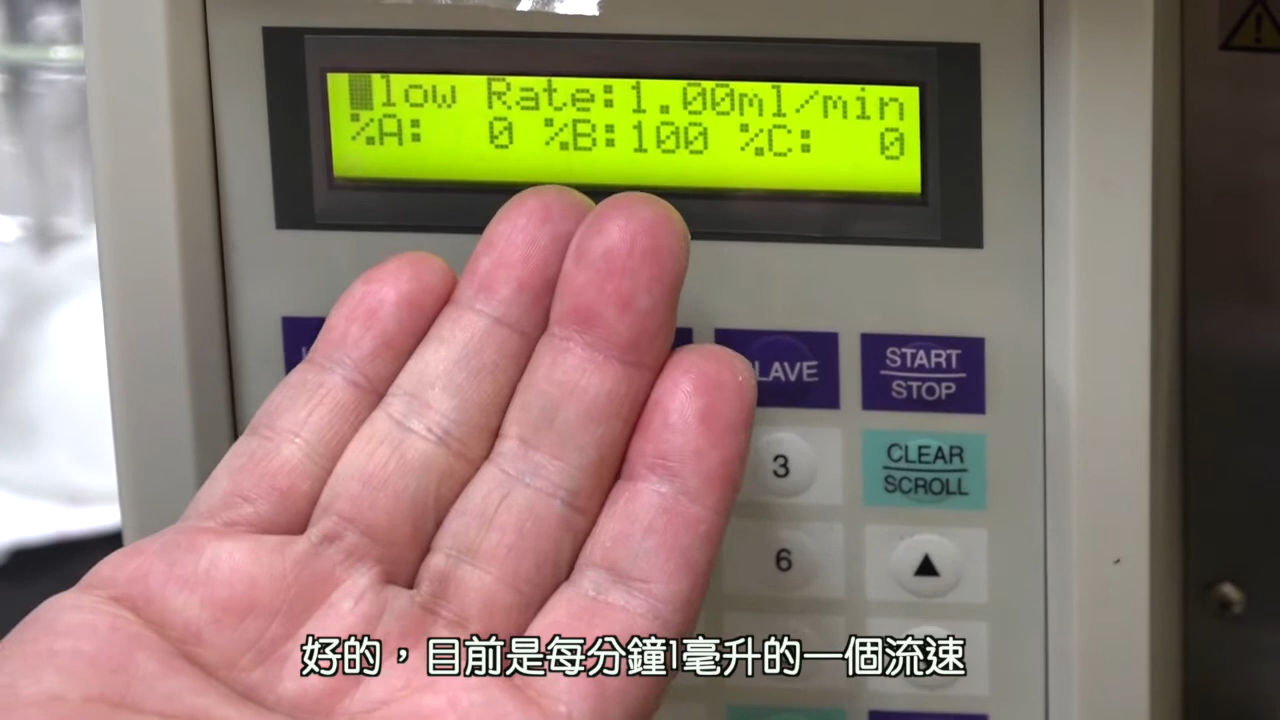 low Rate:1.00ml/min
%A: 0 %B:100 %C: 0
LAVE
START
STOP
3
CLEAR
SCROLL
6
▲
好的，目前是每分鐘1毫升的一個流速